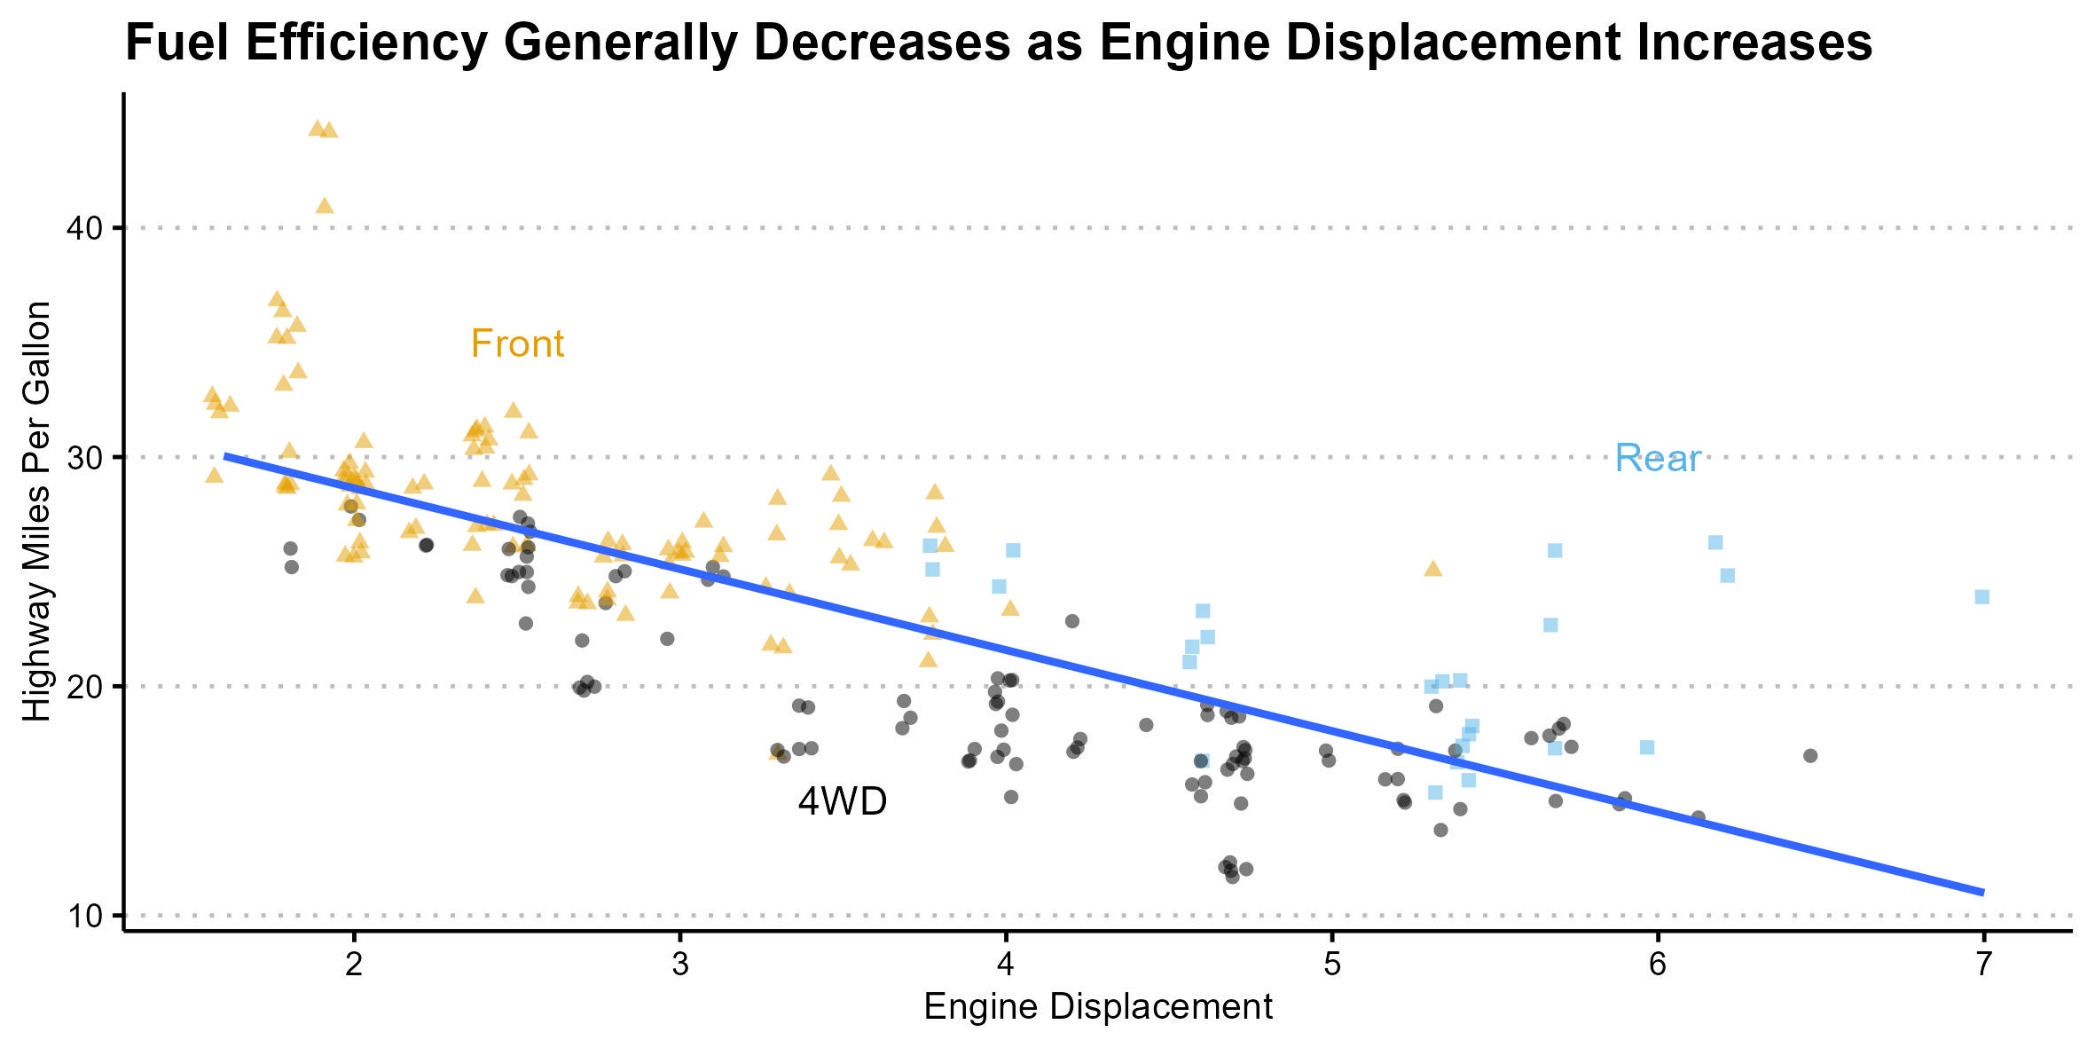 Fuel Efficiency Generally Decreases as Engine Displacement Increases
Highway Miles Per Gallon
40
30
20
10
Front
Rear
4WD
2
3
4
5
6
7
Engine Displacement